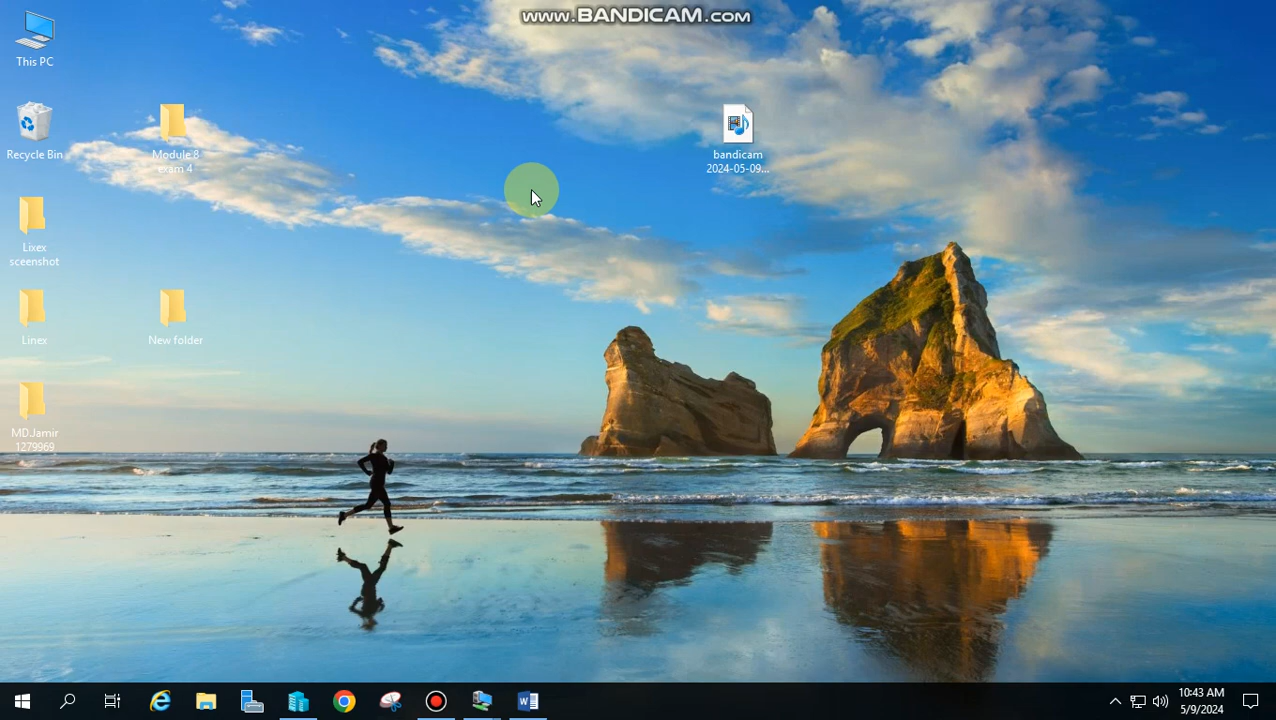 www.BANDICAM.com
This PC
Recycle Bin
Module 8
exam 4
bandicam
2024-05-09...
Lixex
sceenshot
Linex
New folder
MD.Jamir
1279969
10:43 AM
5/9/2024